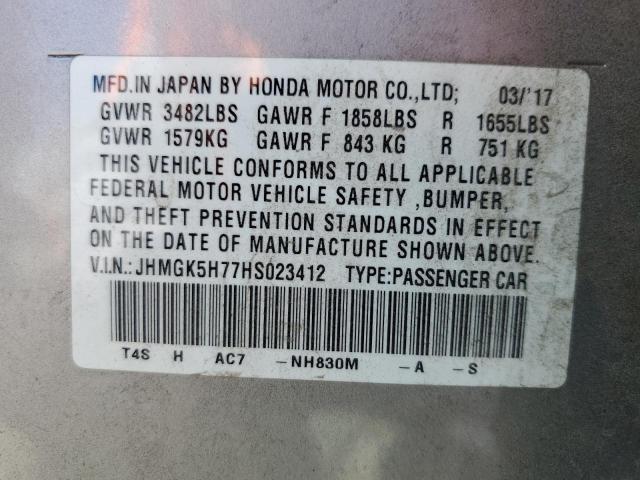 MFD.IN JAPAN BY HONDA MOTOR CO.,LTD; 03/'17
GVWR 3482LBS GAWR F 1858LBS R 1655LBS
GVWR 1579KG GAWR F 843 KG R 751 KG
THIS VEHICLE CONFORMS TO ALL APPLICABLE
FEDERAL MOTOR VEHICLE SAFETY ,BUMPER,
AND THEFT PREVENTION STANDARDS IN EFFECT
ON THE DATE OF MANUFACTURE SHOWN ABOVE.
V.I.N.:JHMGK5H77HS023412 TYPE:PASSENGER CAR
T4S H AC7 -NH830M -A -S